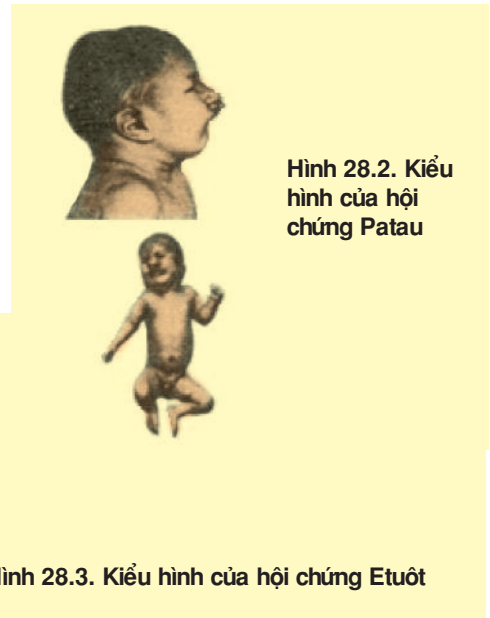 Hình 28.2. Kiểu
hình của hội
chứng Patau
ình 28.3. Kiểu hình của hội chứng Etuôt